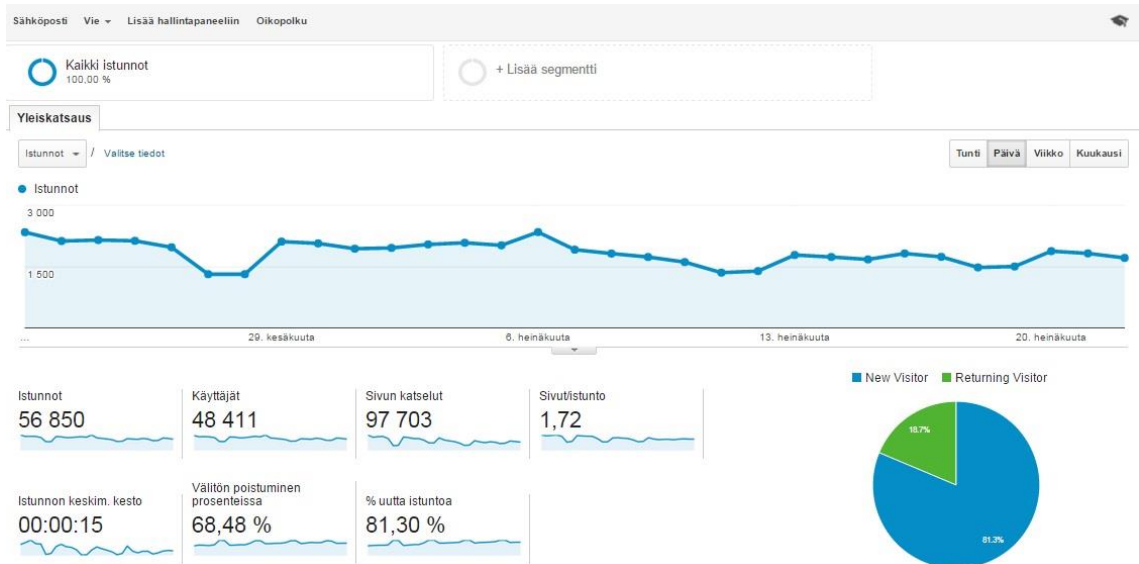 Sähköposti Vie Lisää hallintapaneeliin Oikopolku
Kaikki istunnot
100,00 %
+ Lisää segmentti
Yleiskatsaus
Istunnot / Valitse tiedot
Tunti Päivä Viikko Kuukausi
Istunnot
3 000
1 500
... 29. kesäkuuta 6. heinäkuuta 13. heinäkuuta 20. heinäkuuta
New Visitor Returning Visitor
Istunnot
56 850
Käyttäjät
48 411
Sivun katselut
97 703
Sivut/istunto
1,72
Istunnon keskim. kesto
00:00:15
Välitön poistuminen
prosenteissa
68,48 %
% uutta istuntoa
81,30 %
18.7%
81.3%